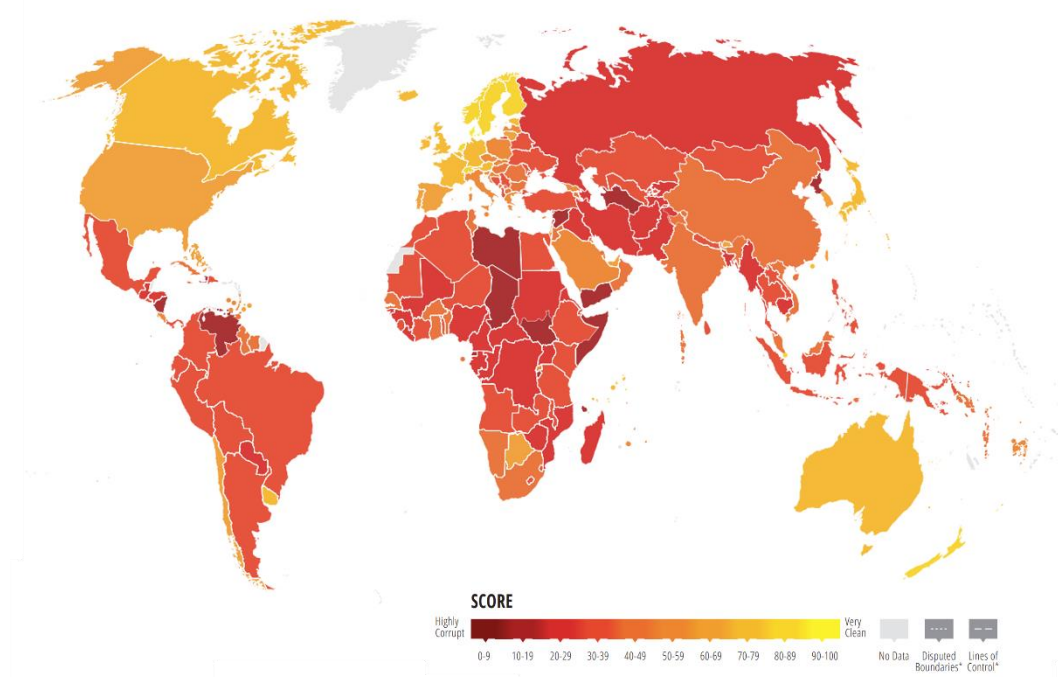 SCORE
Highly
Corrupt
Very
Clean
0-9 10-19 20-29 30-39 40-49 50-59 60-69 70-79 80-89 90-100
No Data
Disputed
Boundaries*
Lines of
Control*